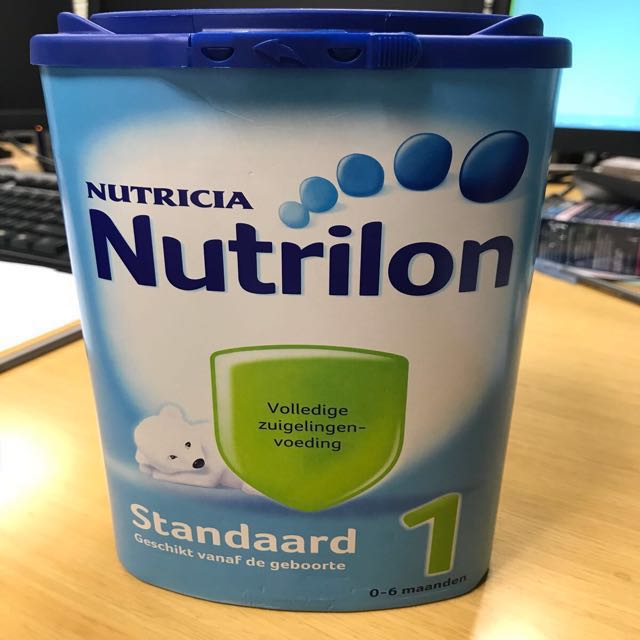 NUTRICIA
Nutrilon
Volledige
zuigelingen-
voeding
Standaard 1
Geschikt vanaf de geboorte
0-6 maanden